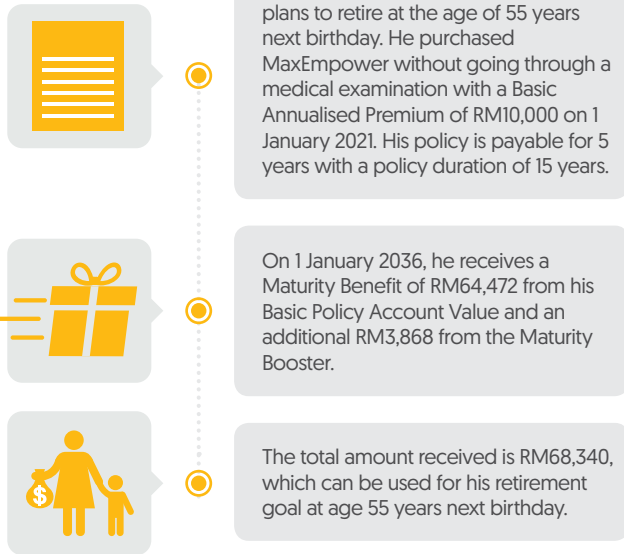 plans to retire at the age of 55 years
next birthday. He purchased
MaxEmpower without going through a
medical examination with a Basic
Annualised Premium of RM10,000 on 1
January 2021. His policy is payable for 5
years with a policy duration of 15 years.
On 1 January 2036, he receives a
Maturity Benefit of RM64,472 from his
Basic Policy Account Value and an
additional RM3,868 from the Maturity
Booster.
$
The total amount received is RM68,340,
which can be used for his retirement
goal at age 55 years next birthday.